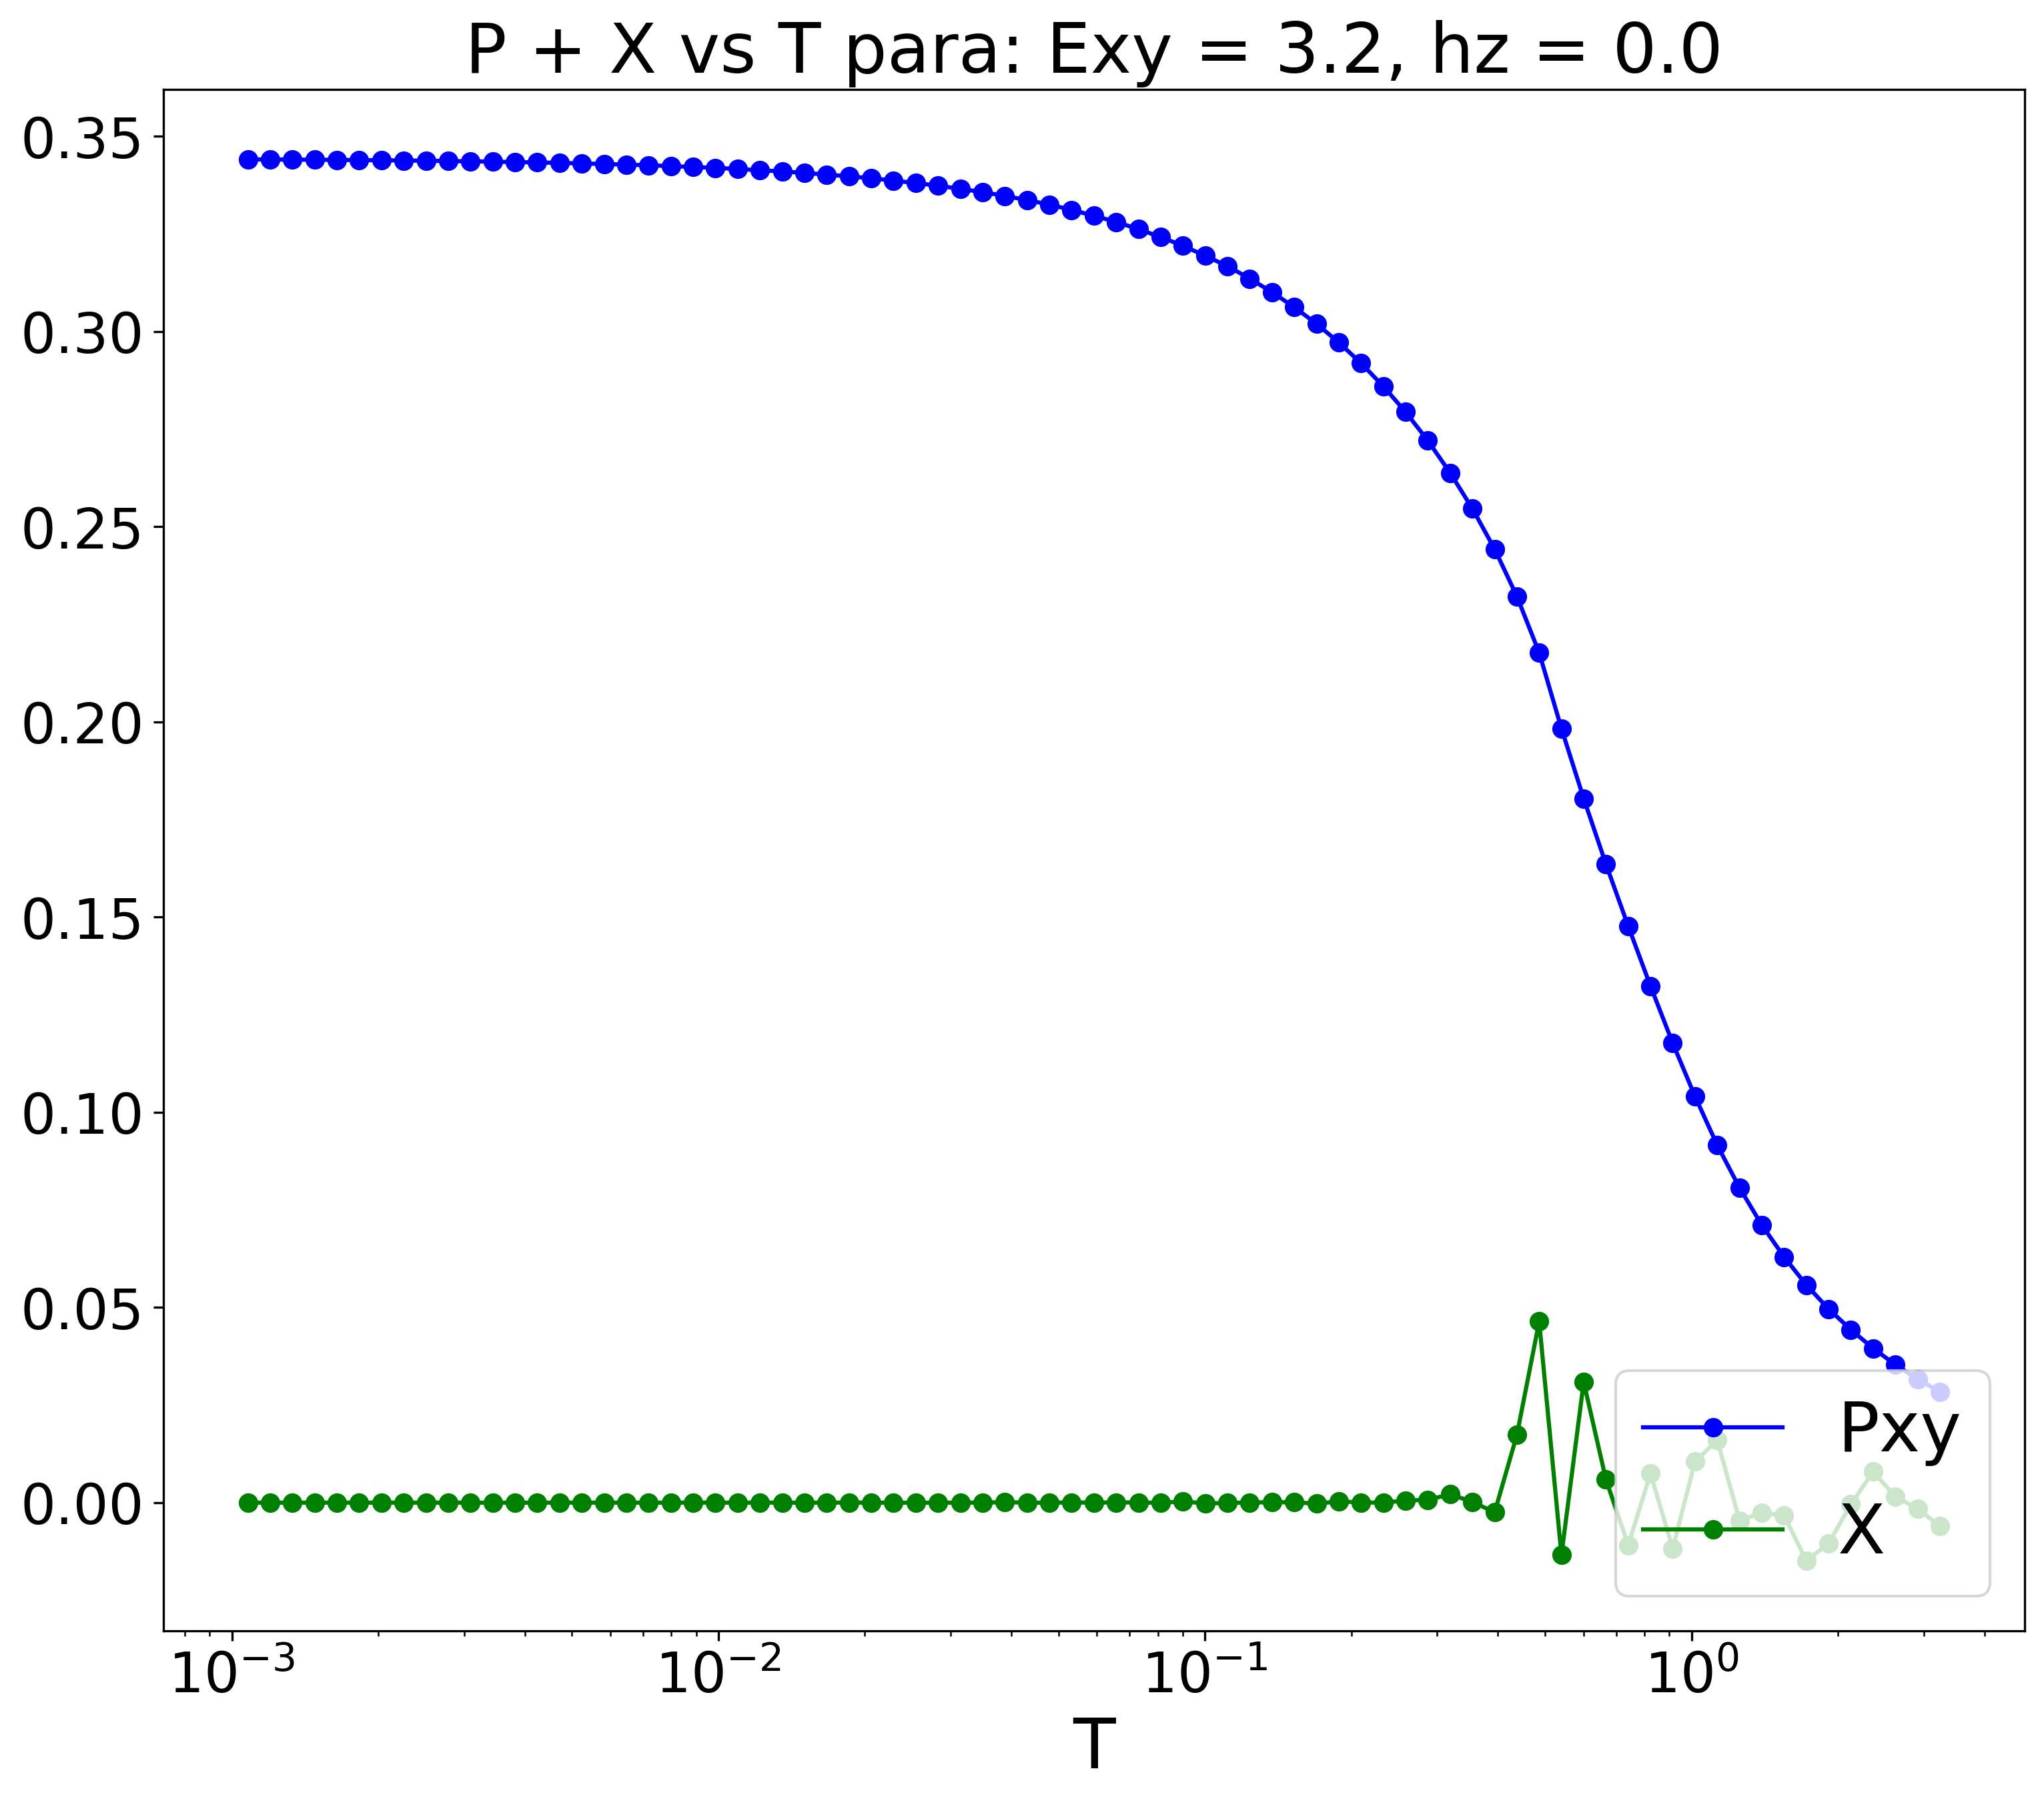 P + X vs T para: Exy = 3.2, hz = 0.0
0.35
0.30
0.25
0.20
0.15
0.10
0.05
0.00
Pxy
X
10⁻³ 10⁻² 10⁻¹ 10⁰
T